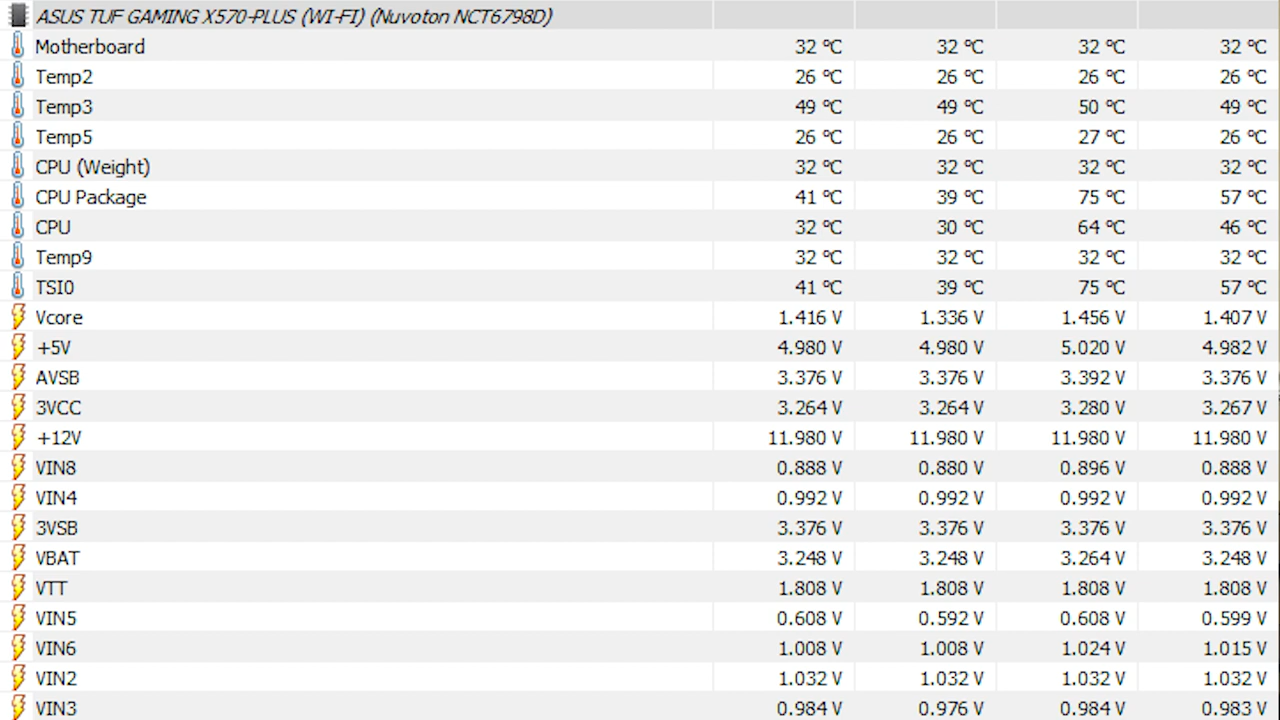 ASUS TUF GAMING X570-PLUS (WI-FI) (Nuvoton NCT6798D)
Motherboard 32 °C 32 °C 32 °C 32 °C
Temp2 26 °C 26 °C 26 °C 26 °C
Temp3 49 °C 49 °C 50 °C 49 °C
Temp5 26 °C 26 °C 27 °C 26 °C
CPU (Weight) 32 °C 32 °C 32 °C 32 °C
CPU Package 41 °C 39 °C 75 °C 57 °C
CPU 32 °C 30 °C 64 °C 46 °C
Temp9 32 °C 32 °C 32 °C 32 °C
TSI0 41 °C 39 °C 75 °C 57 °C
Vcore 1.416 V 1.336 V 1.456 V 1.407 V
+5V 4.980 V 4.980 V 5.020 V 4.982 V
AVSB 3.376 V 3.376 V 3.392 V 3.376 V
3VCC 3.264 V 3.264 V 3.280 V 3.267 V
+12V 11.980 V 11.980 V 11.980 V 11.980 V
VIN8 0.888 V 0.880 V 0.896 V 0.888 V
VIN4 0.992 V 0.992 V 0.992 V 0.992 V
3VSB 3.376 V 3.376 V 3.376 V 3.376 V
VBAT 3.248 V 3.248 V 3.264 V 3.248 V
VTT 1.808 V 1.808 V 1.808 V 1.808 V
VIN5 0.608 V 0.592 V 0.608 V 0.599 V
VIN6 1.008 V 1.008 V 1.024 V 1.015 V
VIN2 1.032 V 1.032 V 1.032 V 1.032 V
VIN3 0.984 V 0.976 V 0.984 V 0.983 V